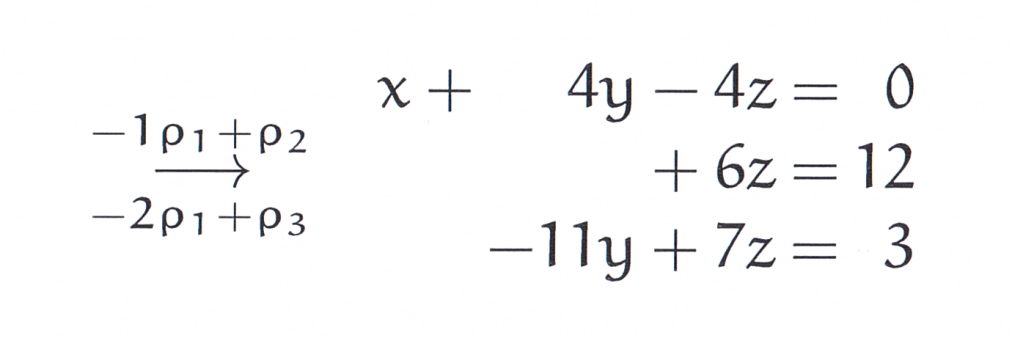 x + 4y − 4z = 0
−1ρ1+ρ2
⟶
+ 6z = 12
−2ρ1+ρ3
−11y + 7z = 3